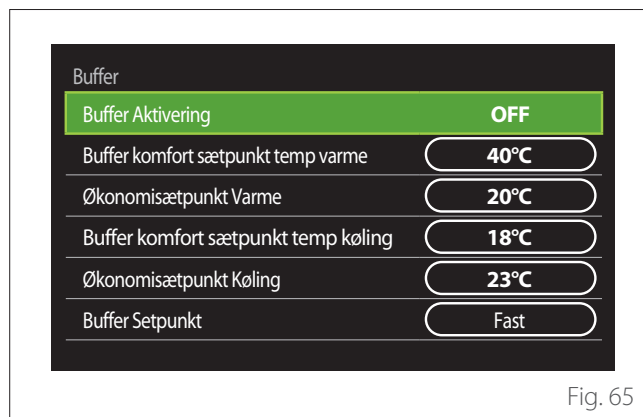 Buffer
Buffer Aktivering OFF
Buffer komfort sætpunkt temp varme 40°C
Økonomisætpunkt Varme 20°C
Buffer komfort sætpunkt temp køling 18°C
Økonomisætpunkt Køling 23°C
Buffer Setpunkt Fast
Fig. 65